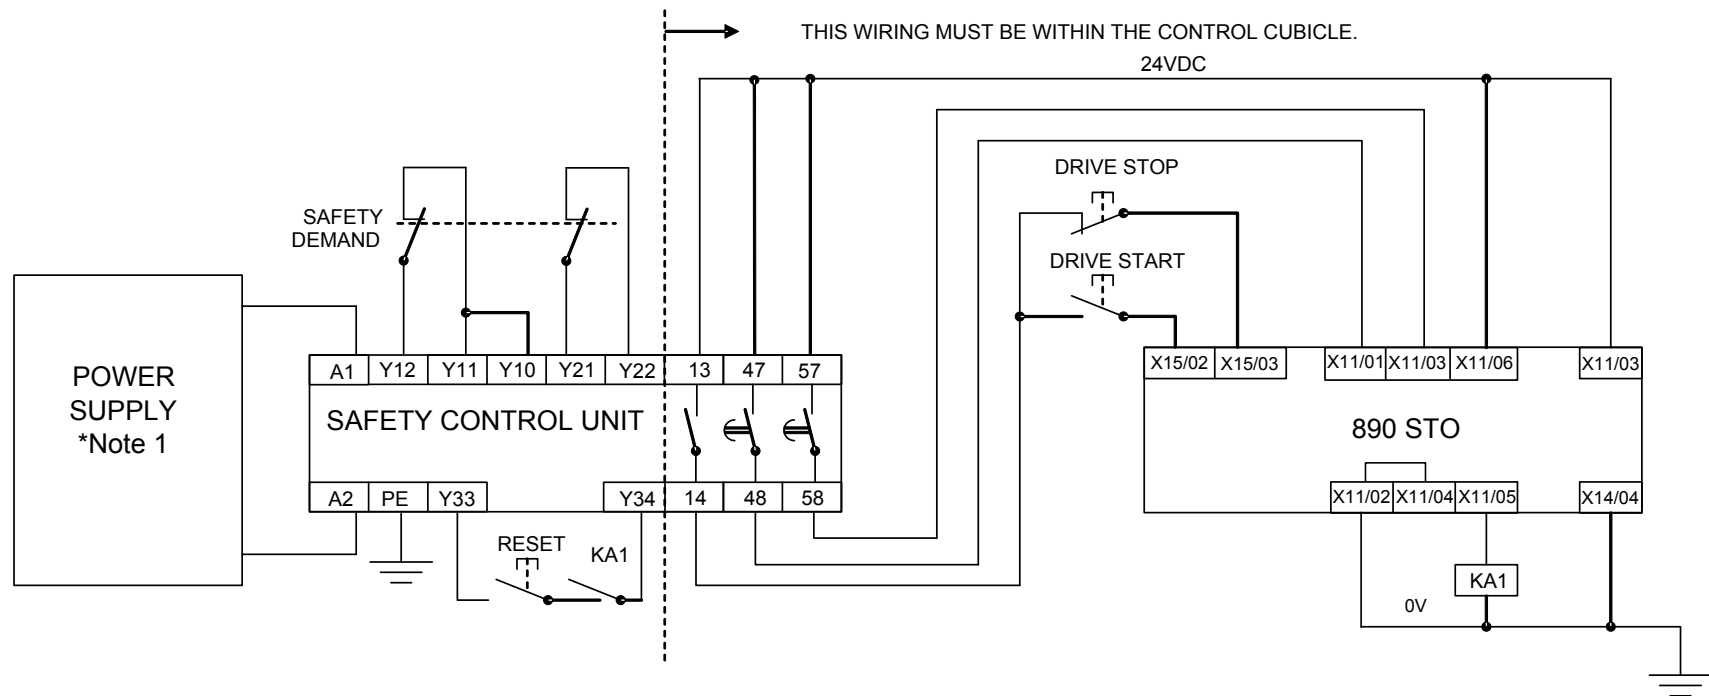 THIS WIRING MUST BE WITHIN THE CONTROL CUBICLE.
24VDC
DRIVE STOP
SAFETY
DEMAND
DRIVE START
POWER
SUPPLY
*Note 1
A1 Y12 Y11 Y10 Y21 Y22 13 47 57
X15/02 X15/03 X11/01 X11/03 X11/06 X11/03
SAFETY CONTROL UNIT
890 STO
A2 PE Y33 Y34 14 48 58
X11/02 X11/04 X11/05 X14/04
RESET
KA1
KA1
0V